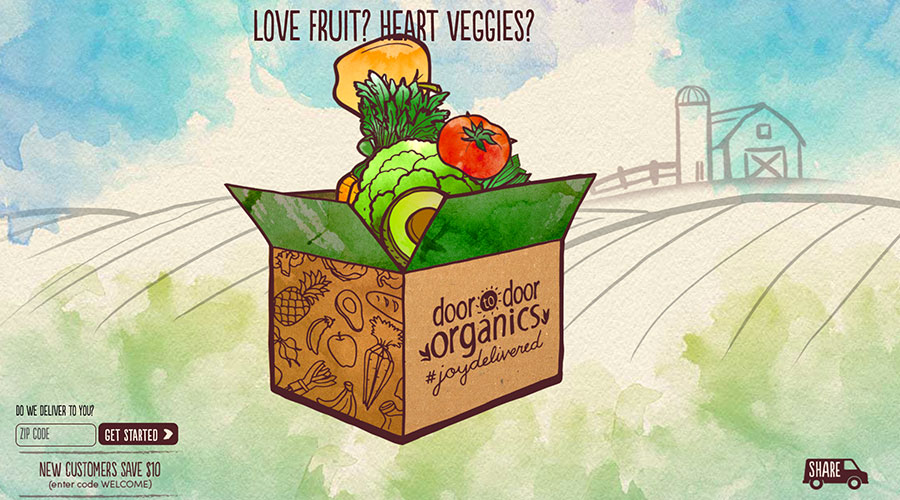 LOVE FRUIT? HEART VEGGIES?
door to door
organics
#joydelivered
DO WE DELIVER TO YOU?
ZIP CODE
GET STARTED
NEW CUSTOMERS SAVE $10
(enter code WELCOME)
SHARE